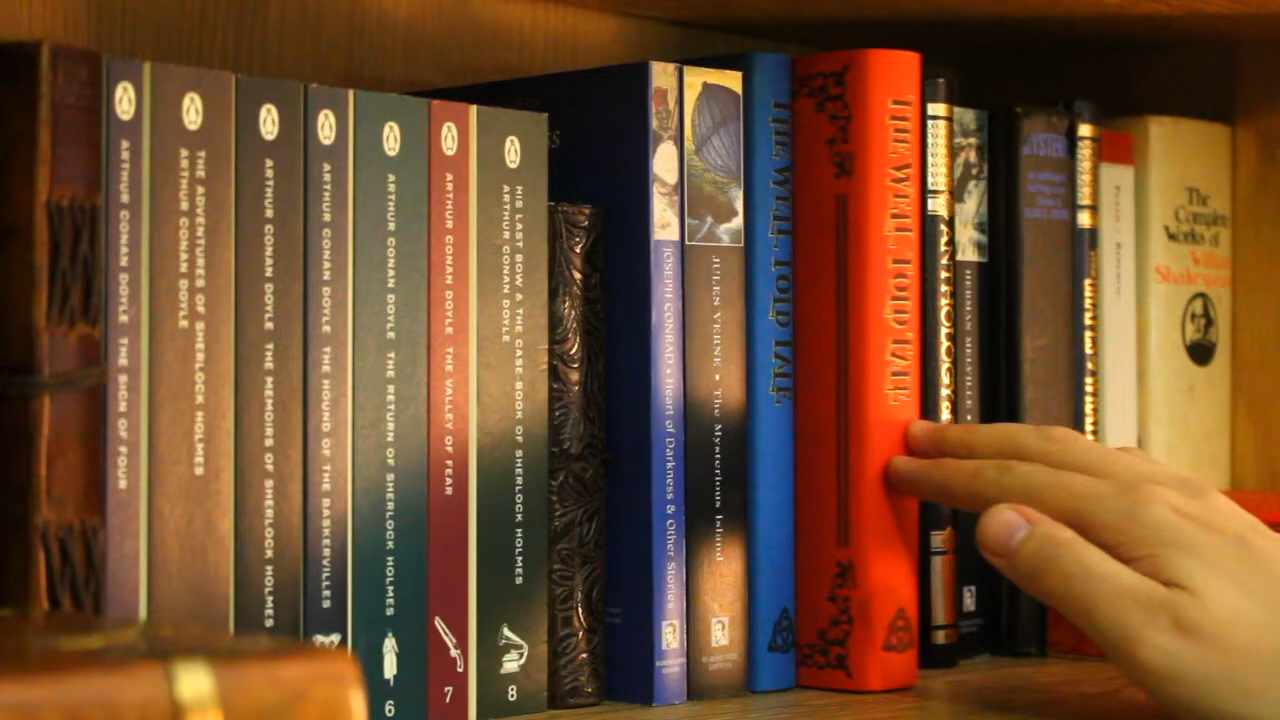 ARTHUR CONAN DOYLE THE SIGN OF FOUR
THE ADVENTURES OF SHERLOCK HOLMES
ARTHUR CONAN DOYLE
ARTHUR CONAN DOYLE THE MEMOIRS OF SHERLOCK HOLMES
ARTHUR CONAN DOYLE THE HOUND OF THE BASKERVILLES
ARTHUR CONAN DOYLE THE RETURN OF SHERLOCK HOLMES
6
ARTHUR CONAN DOYLE THE VALLEY OF FEAR
7
HIS LAST BOW & THE CASE-BOOK OF SHERLOCK HOLMES
ARTHUR CONAN DOYLE
8
JOSEPH CONRAD • Heart of Darkness & Other Stories
JULES VERNE • The Mysterious Island
THE WELL TOLD TALE
THE WELL TOLD TALE
ANTHOLOGY
HERMAN MELVILLE •
The
Complete
Works of
William
Shakespeare